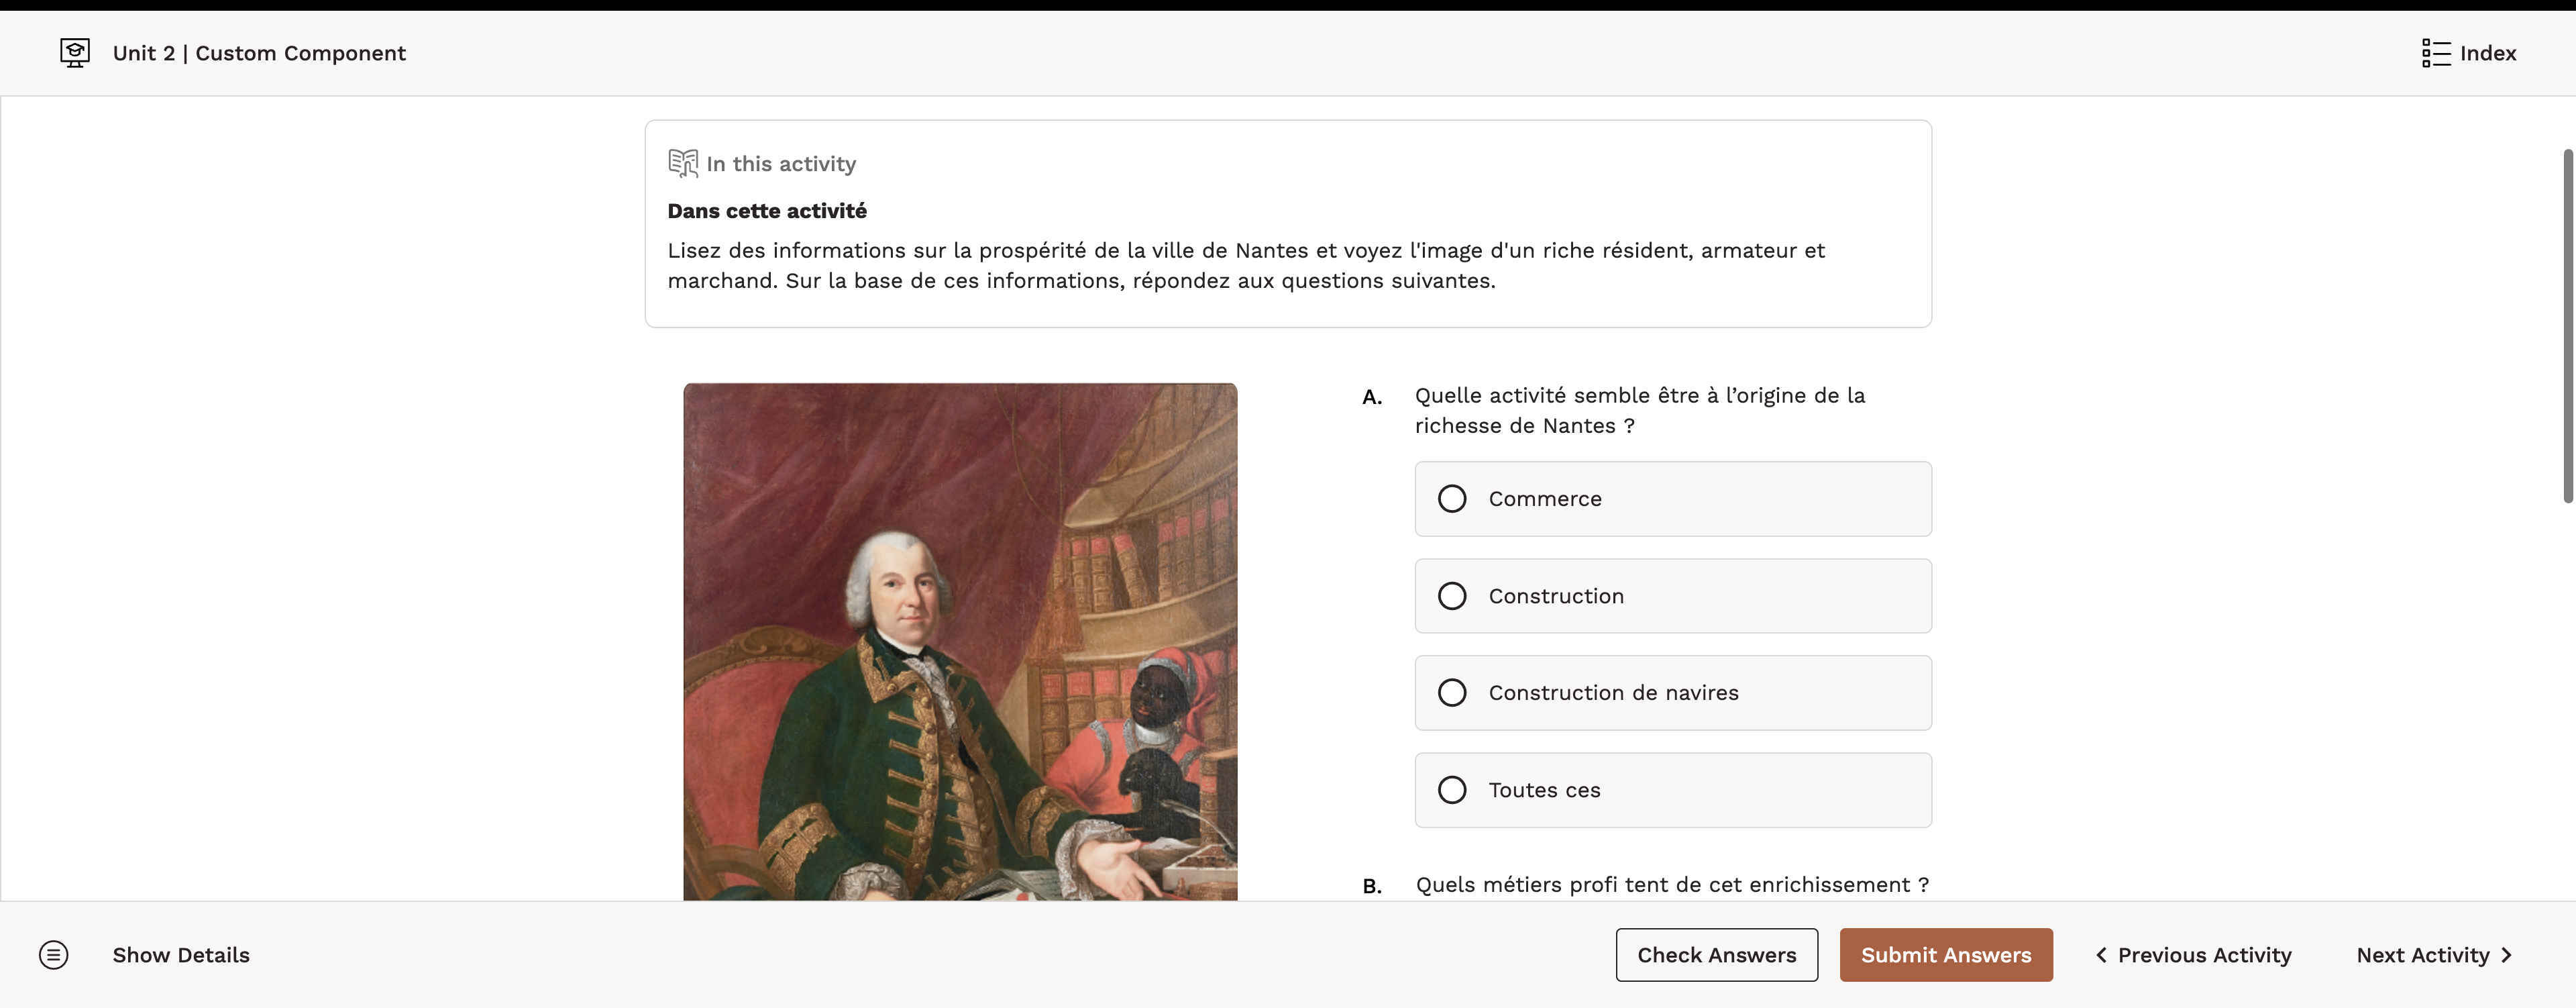 Unit 2 | Custom Component
Index
In this activity
Dans cette activité
Lisez des informations sur la prospérité de la ville de Nantes et voyez l'image d'un riche résident, armateur et
marchand. Sur la base de ces informations, répondez aux questions suivantes.
A. Quelle activité semble être à l’origine de la
richesse de Nantes ?
Commerce
Construction
Construction de navires
Toutes ces
B. Quels métiers profi tent de cet enrichissement ?
Show Details
Check Answers
Submit Answers
Previous Activity
Next Activity